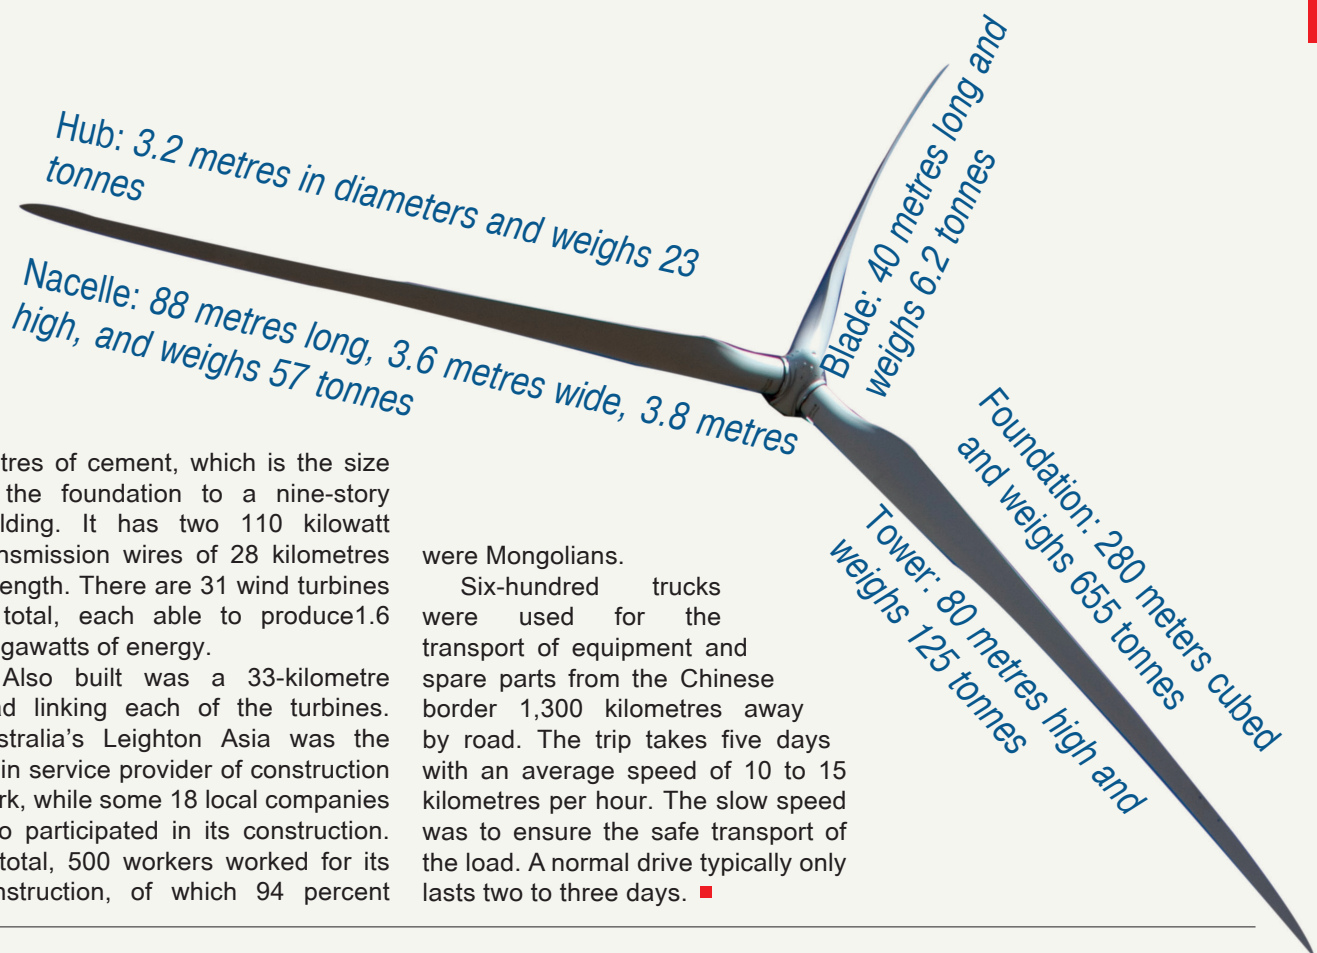 Hub: 3.2 metres in diameters and weighs 23
tonnes
Nacelle: 88 metres long, 3.6 metres wide, 3.8 metres
high, and weighs 57 tonnes
Blade: 40 metres long and
weighs 6.2 tonnes
Foundation: 280 meters cubed
and weighs 655 tonnes
Tower: 80 metres high and
weighs 125 tonnes
tres of cement, which is the size
the foundation to a nine-story
lding. It has two 110 kilowatt
nsmission wires of 28 kilometres
ength. There are 31 wind turbines
total, each able to produce1.6
gawatts of energy.
Also built was a 33-kilometre
d linking each of the turbines.
stralia's Leighton Asia was the
in service provider of construction
rk, while some 18 local companies
o participated in its construction.
total, 500 workers worked for its
nstruction, of which 94 percent
were Mongolians.
Six-hundred trucks
were used for the
transport of equipment and
spare parts from the Chinese
border 1,300 kilometres away
by road. The trip takes five days
with an average speed of 10 to 15
kilometres per hour. The slow speed
was to ensure the safe transport of
the load. A normal drive typically only
lasts two to three days.